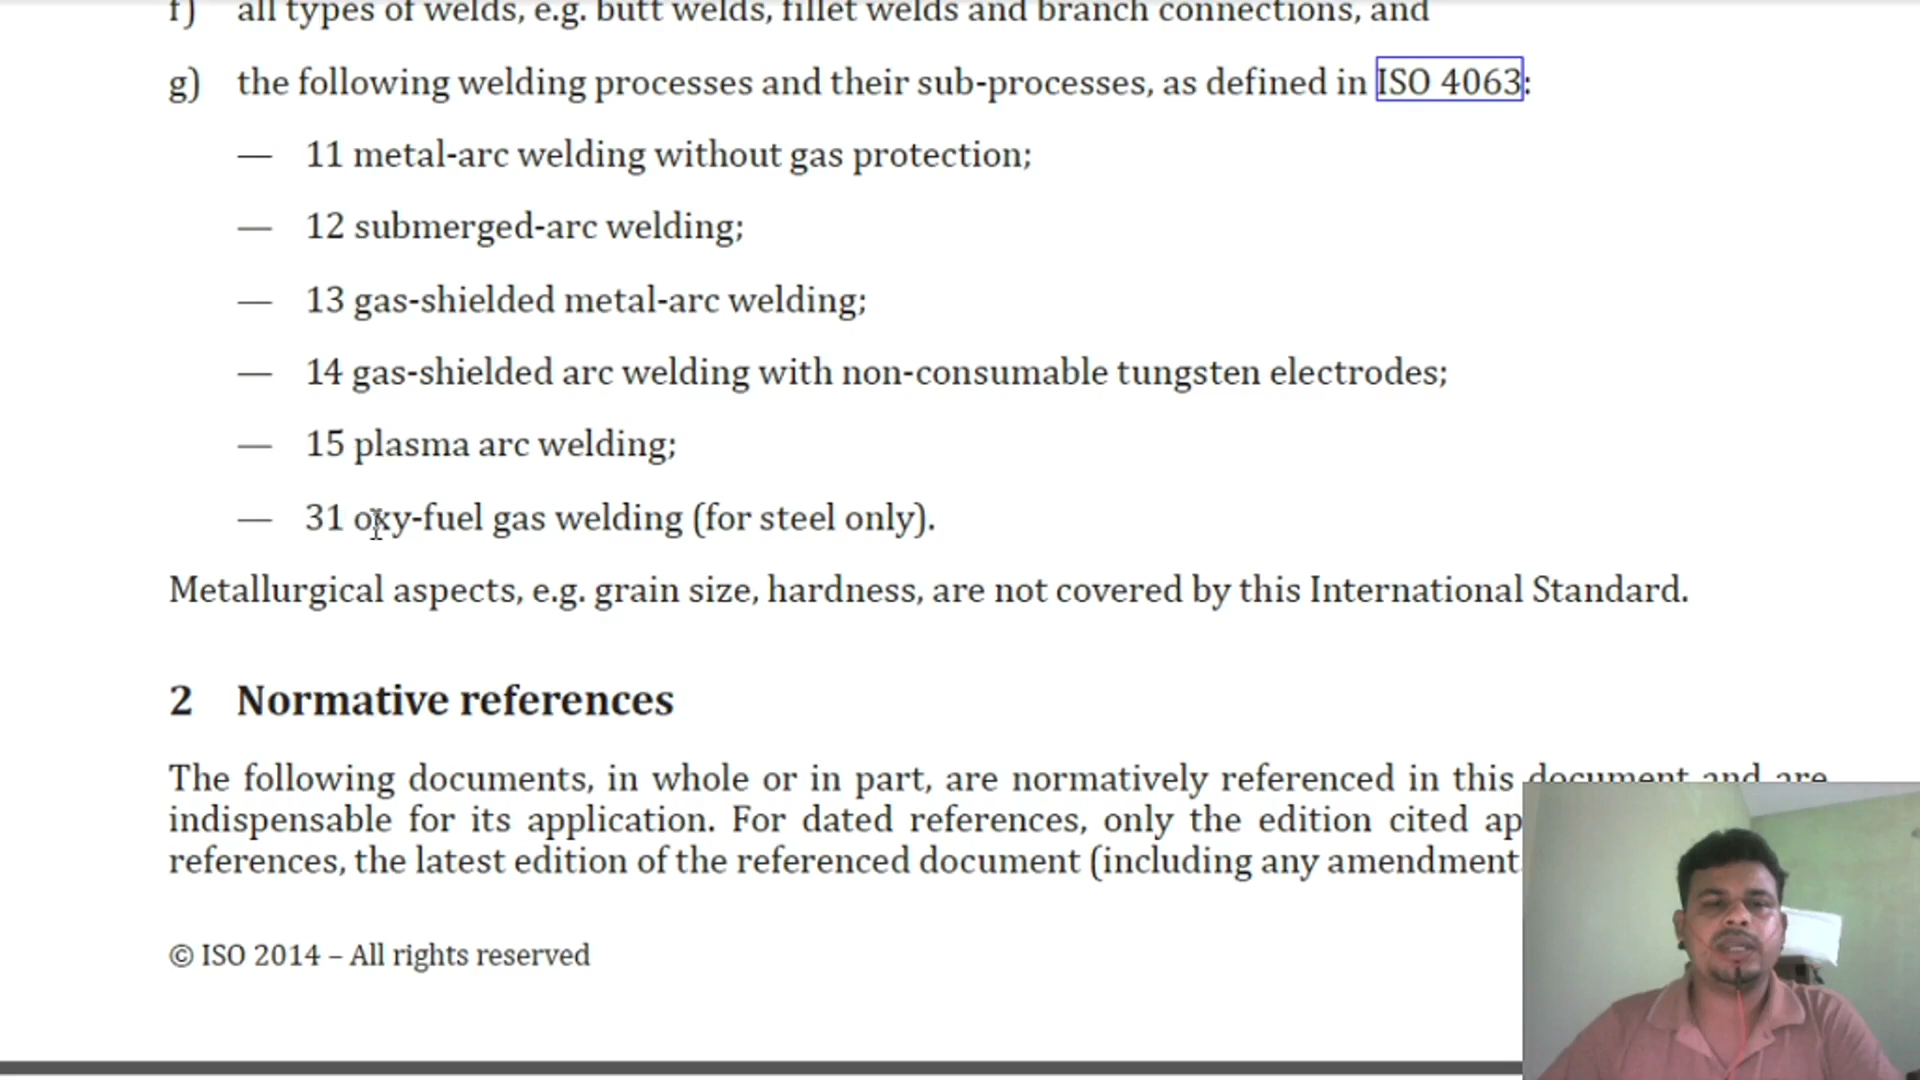 f) all types of welds, e.g. butt welds, fillet welds and branch connections, and
g) the following welding processes and their sub-processes, as defined in ISO 4063:
— 11 metal-arc welding without gas protection;
— 12 submerged-arc welding;
— 13 gas-shielded metal-arc welding;
— 14 gas-shielded arc welding with non-consumable tungsten electrodes;
— 15 plasma arc welding;
— 31 oxy-fuel gas welding (for steel only).
Metallurgical aspects, e.g. grain size, hardness, are not covered by this International Standard.
2 Normative references
The following documents, in whole or in part, are normatively referenced in this document and are
indispensable for its application. For dated references, only the edition cited ap
references, the latest edition of the referenced document (including any amendment
© ISO 2014 – All rights reserved